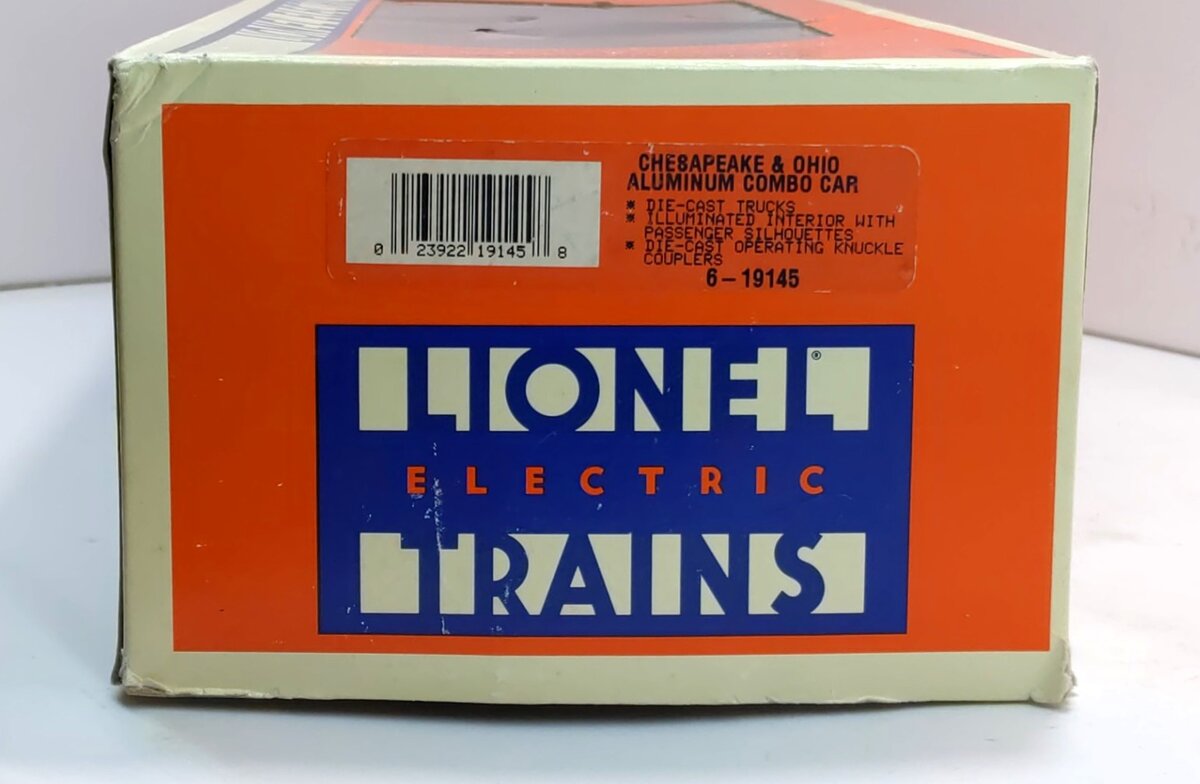 CHESAPEAKE & OHIO
ALUMINUM COMBO CAR
* DIE-CAST TRUCKS
* ILLUMINATED INTERIOR WITH
PASSENGER SILHOUETTES
* DIE-CAST OPERATING KNUCKLE
COUPLERS
6-19145
0 23922 19145 8
LIONEL®
ELECTRIC
TRAINS